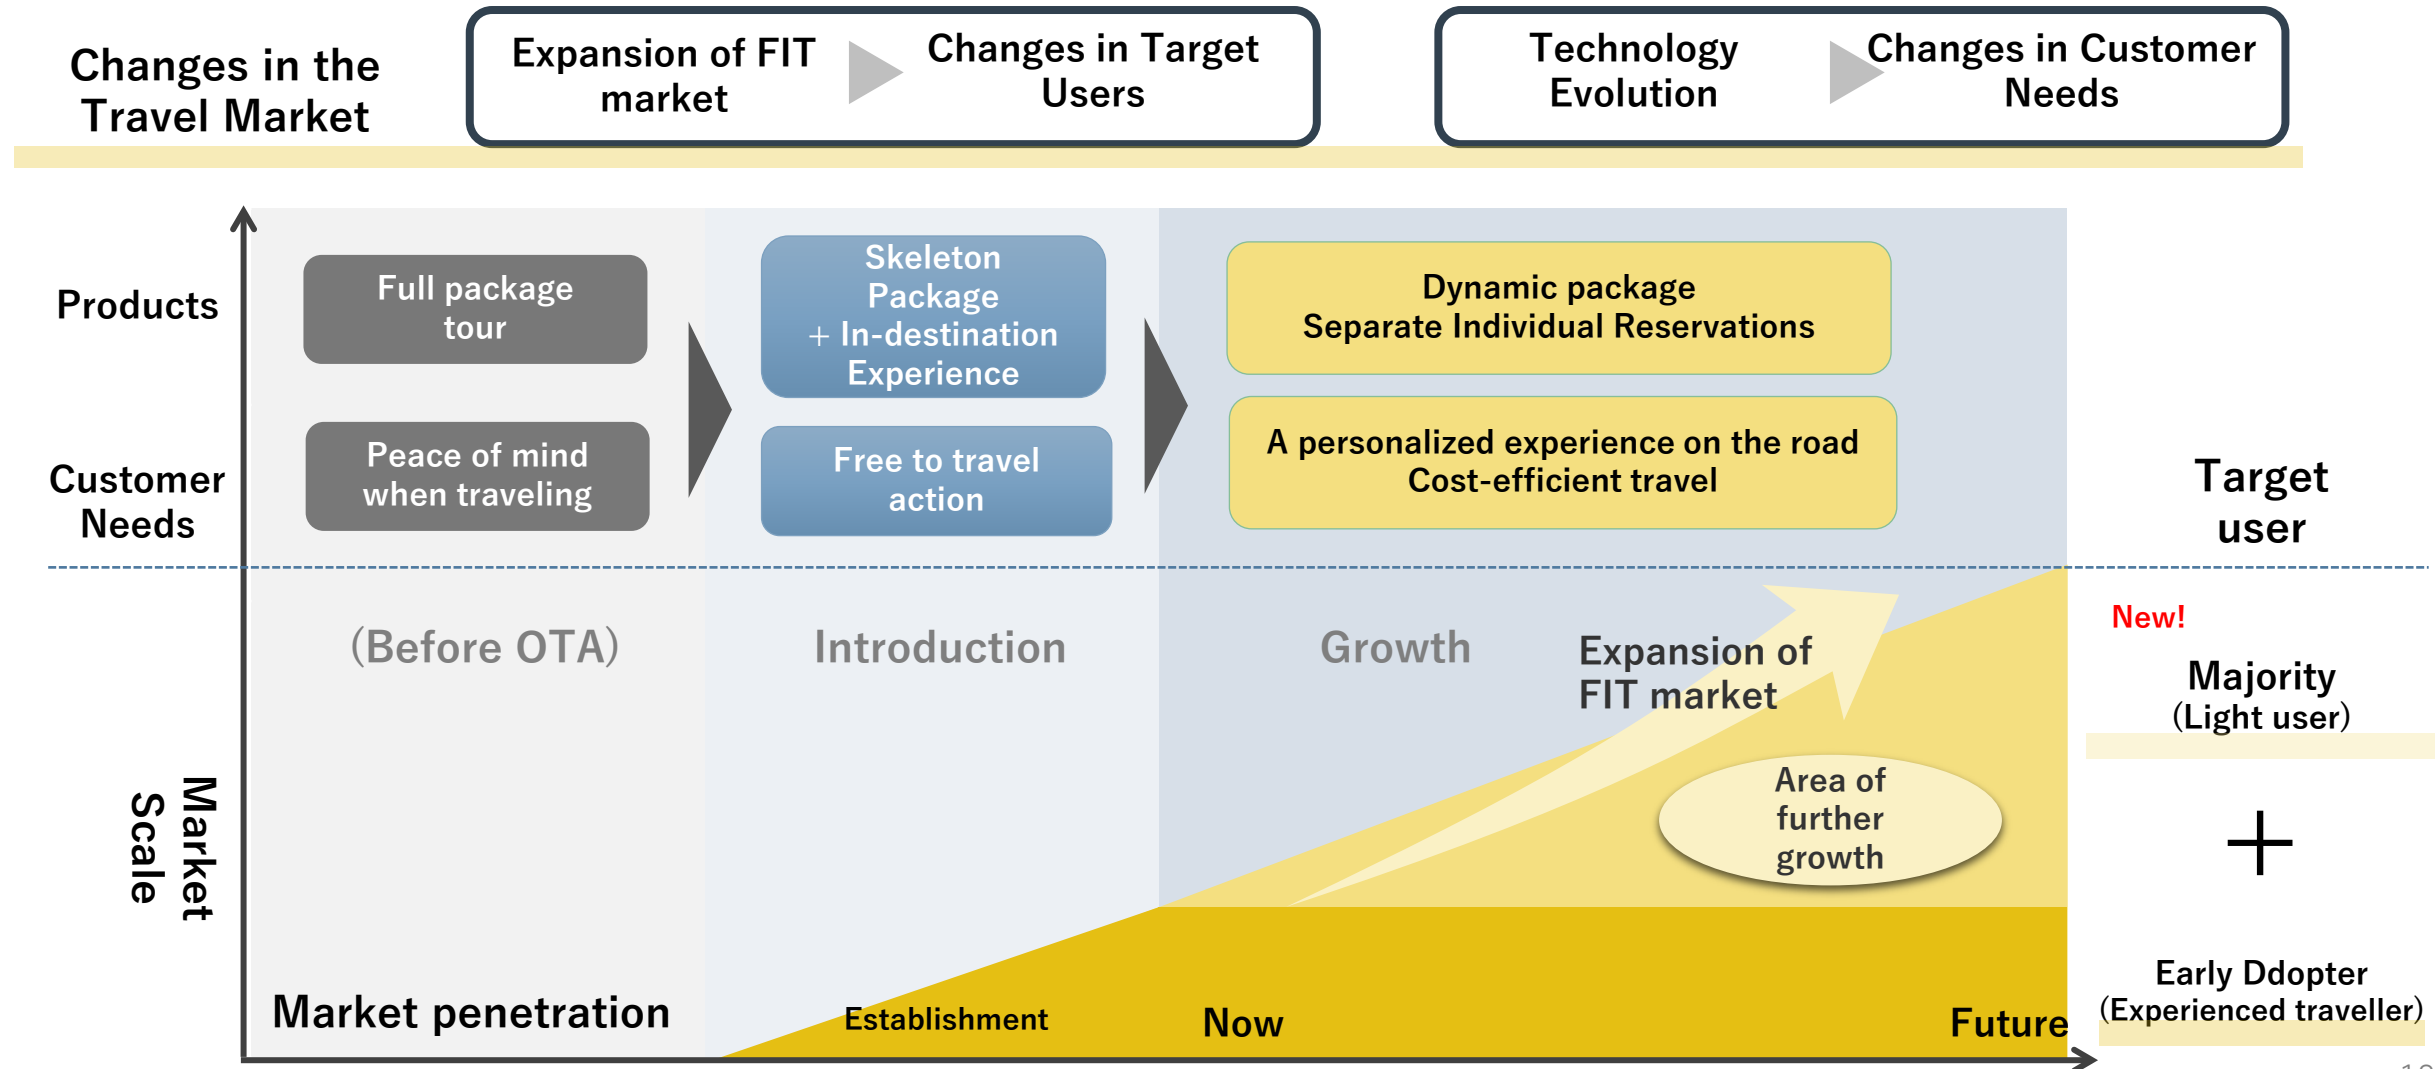 Changes in the
Travel Market
Expansion of FIT
market
Changes in Target
Users
Technology
Evolution
Changes in Customer
Needs
Products
Full package
tour
Skeleton
Package
+ In-destination
Experience
Dynamic package
Separate Individual Reservations
Customer
Needs
Peace of mind
when traveling
Free to travel
action
A personalized experience on the road
Cost-efficient travel
Target
user
(Before OTA)
Introduction
Growth
Expansion of
FIT market
New!
Majority
(Light user)
Market
Scale
Area of
further
growth
+
Early Ddopter
(Experienced traveller)
Market penetration
Establishment
Now
Future